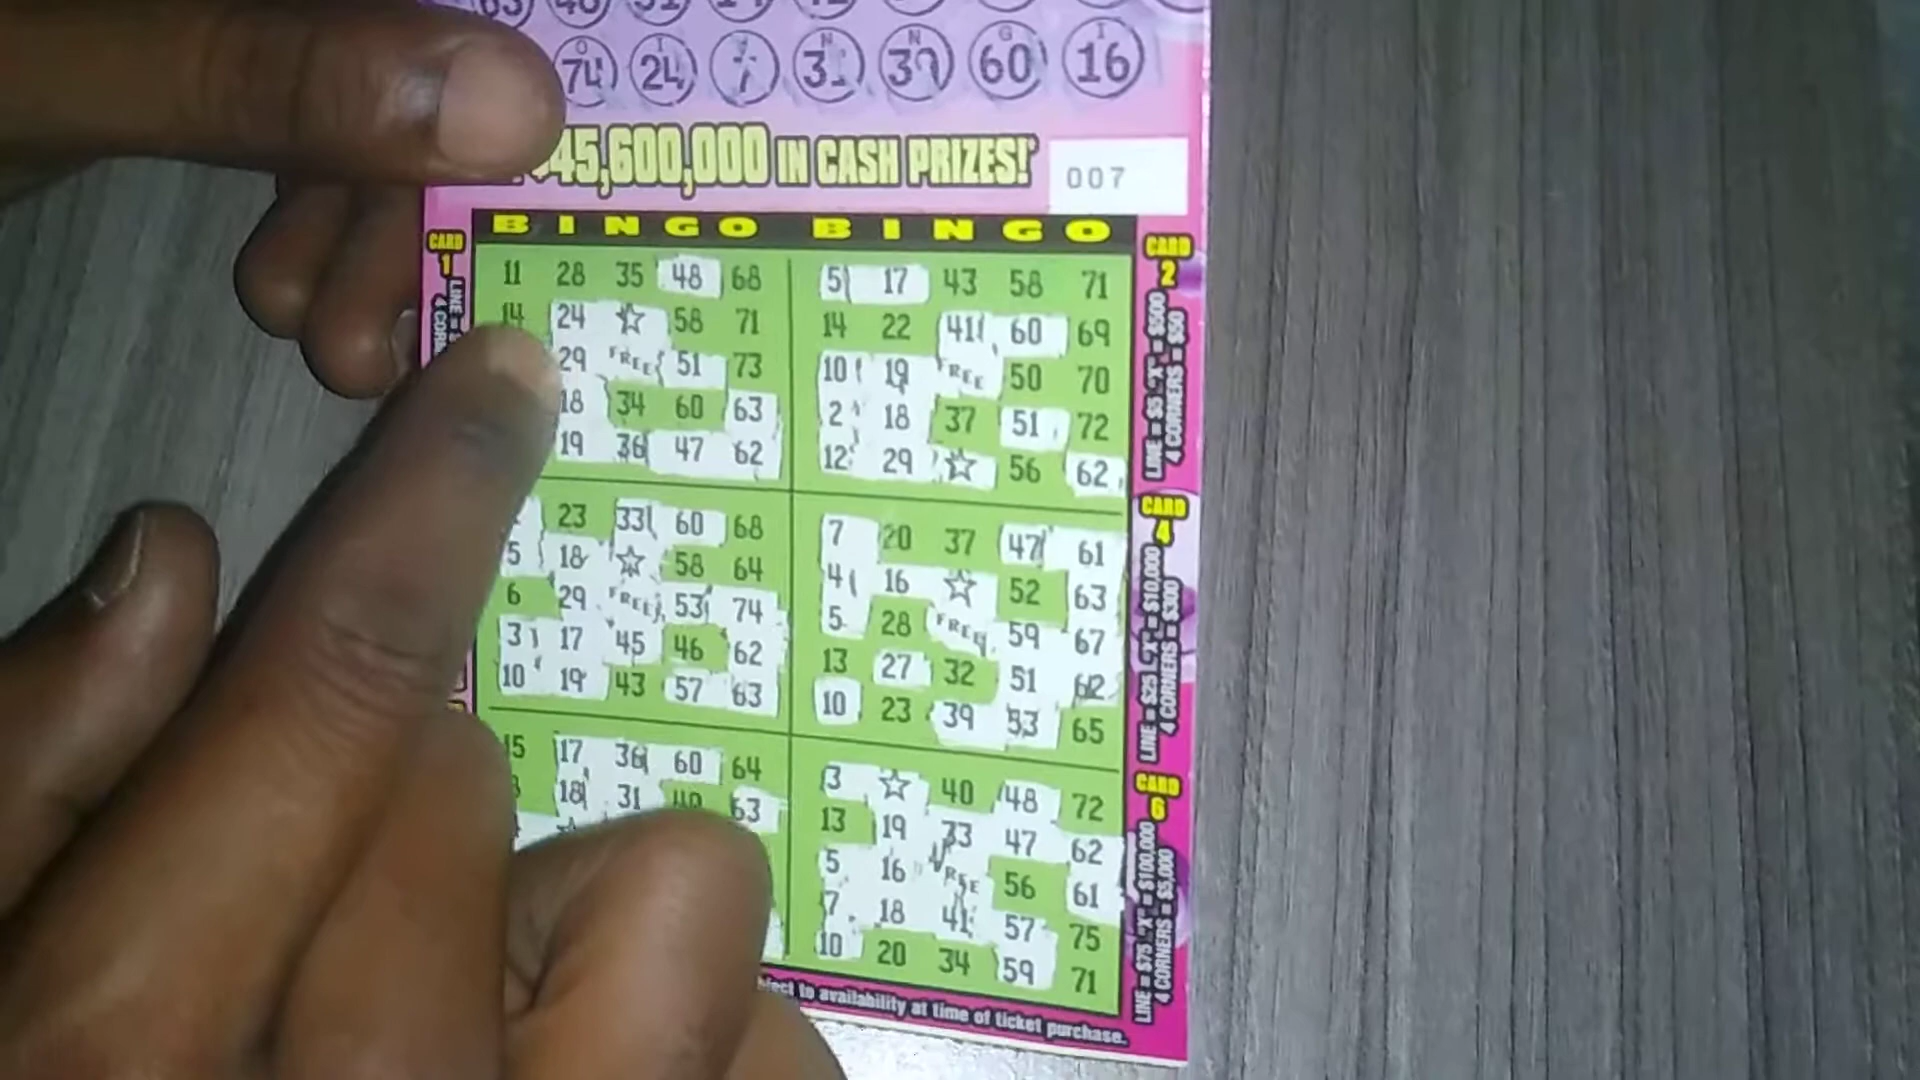 74 24 7 31 37 60 16
O I N N G I
$45,600,000 IN CASH PRIZES!
007
B I N G O B I N G O
CARD 1
CARD 2
LINE = $5 "X" = $500
4 CORNERS = $50
11 28 35 48 68
14 24 58 71
29 FREE 51 73
18 34 60 63
19 36 47 62
5 17 43 58 71
14 22 41 60 69
10 19 FREE 50 70
2 18 37 51 72
12 29 56 62
CARD 4
LINE = $25 "X" = $10,000
4 CORNERS = $300
23 33 60 68
5 18 58 64
6 29 FREE 53 74
3 17 45 46 62
10 19 43 57 63
7 20 37 47 61
4 16 52 63
5 28 FREE 59 67
13 27 32 51 62
10 23 39 53 65
CARD 6
LINE = $75 "X" = $100,000
4 CORNERS = $5,000
15 17 36 60 64
18 31 63
3 40 48 72
13 19 33 47 62
5 16 FREE 56 61
7 18 41 57 75
10 20 34 59 71
to availability at time of ticket purchase.